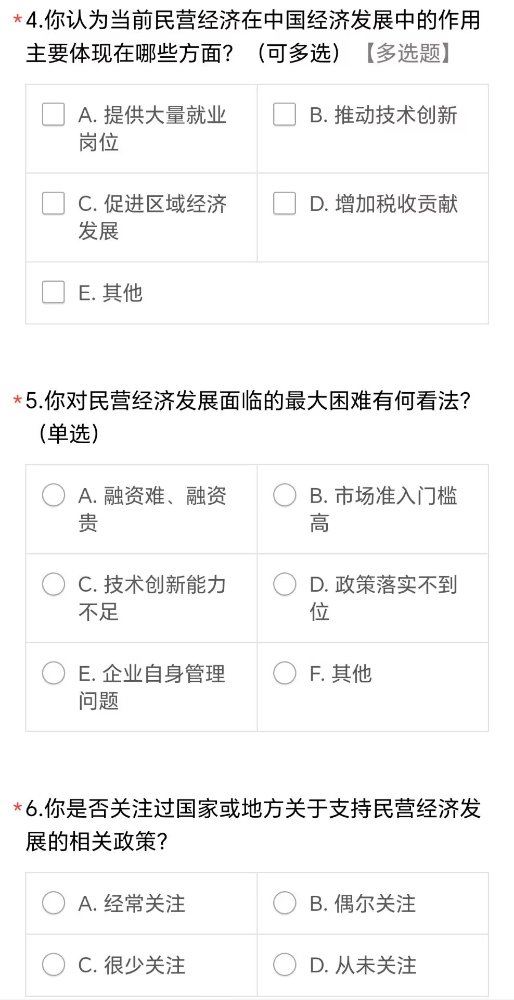 *4.你认为当前民营经济在中国经济发展中的作用
主要体现在哪些方面？（可多选）【多选题】
A. 提供大量就业
岗位
B. 推动技术创新
C. 促进区域经济
发展
D. 增加税收贡献
E. 其他
*5.你对民营经济发展面临的最大困难有何看法？
（单选）
A. 融资难、融资
贵
B. 市场准入门槛
高
C. 技术创新能力
不足
D. 政策落实不到
位
E. 企业自身管理
问题
F. 其他
*6.你是否关注过国家或地方关于支持民营经济发
展的相关政策？
A. 经常关注
B. 偶尔关注
C. 很少关注
D. 从未关注